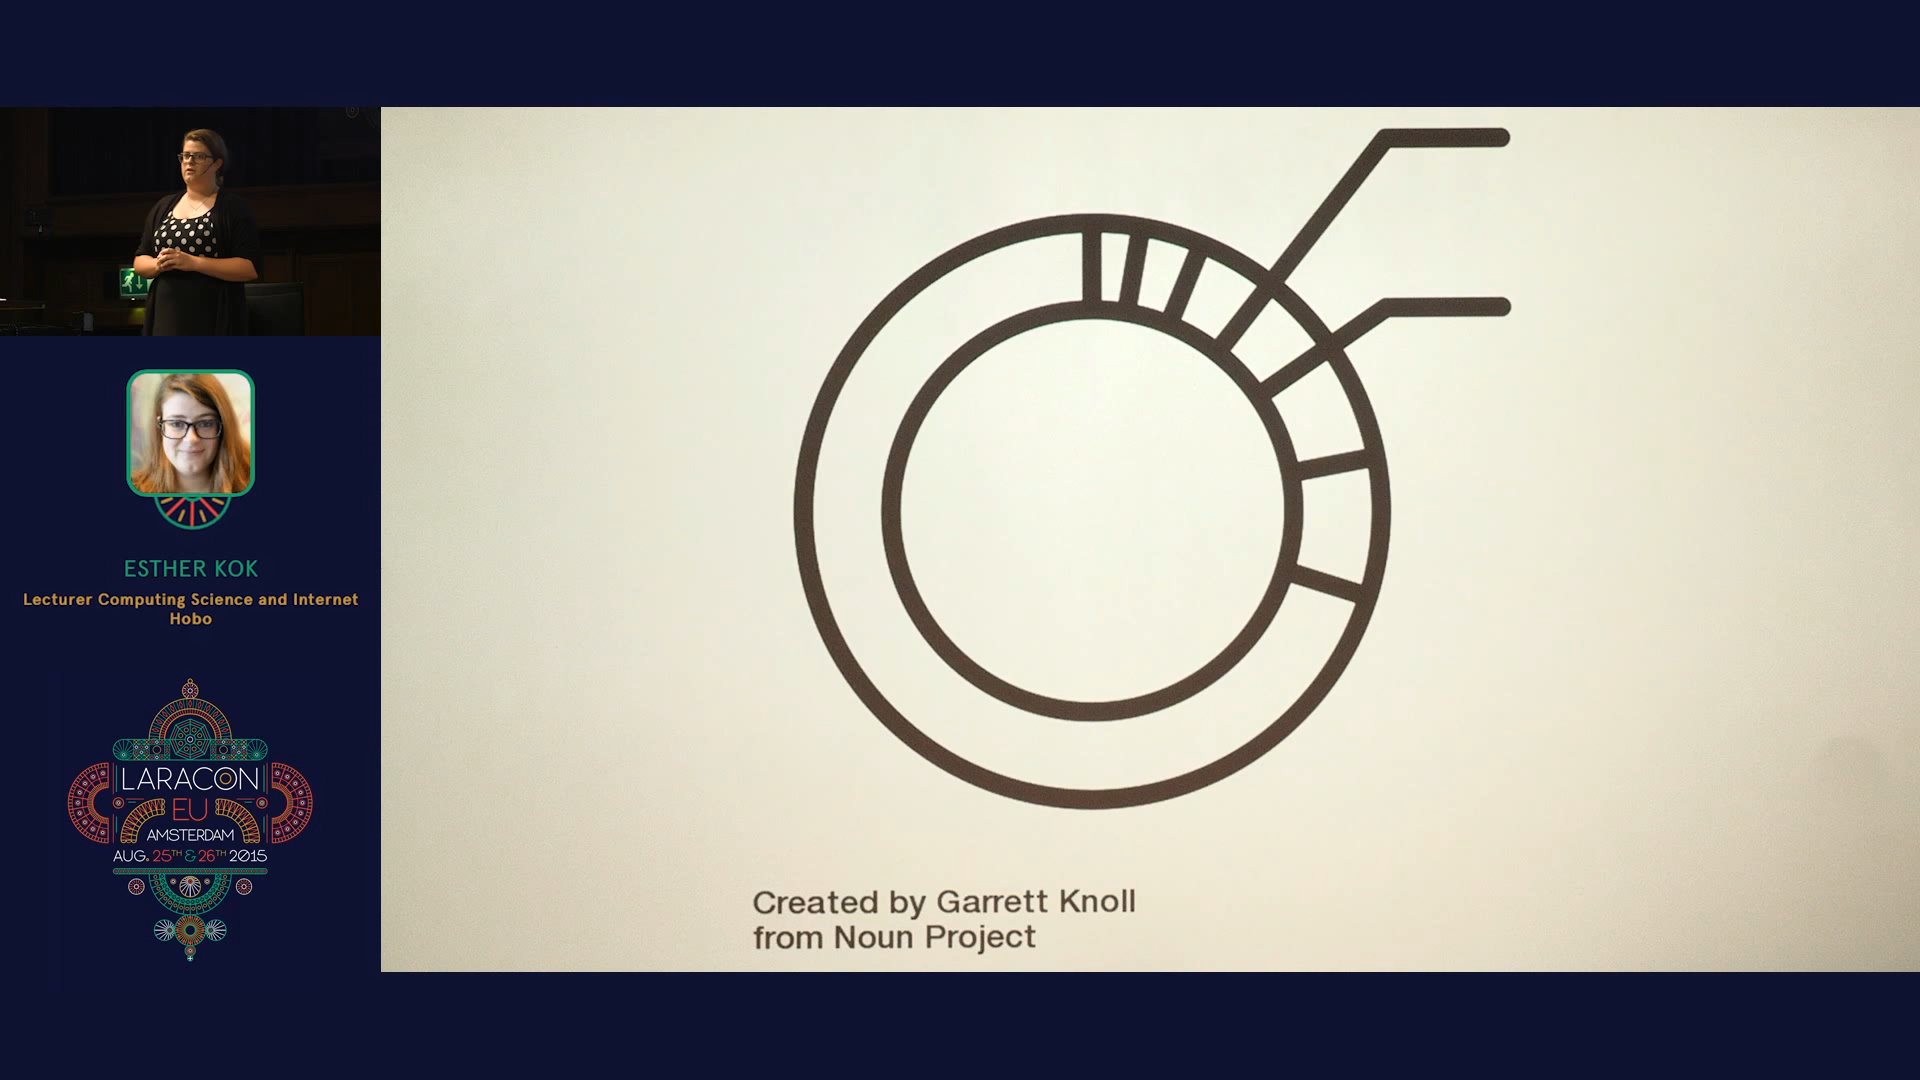 ESTHER KOK
Lecturer Computing Science and Internet
Hobo
LARACON
EU
AMSTERDAM
AUG. 25TH & 26TH 2015
Created by Garrett Knoll
from Noun Project